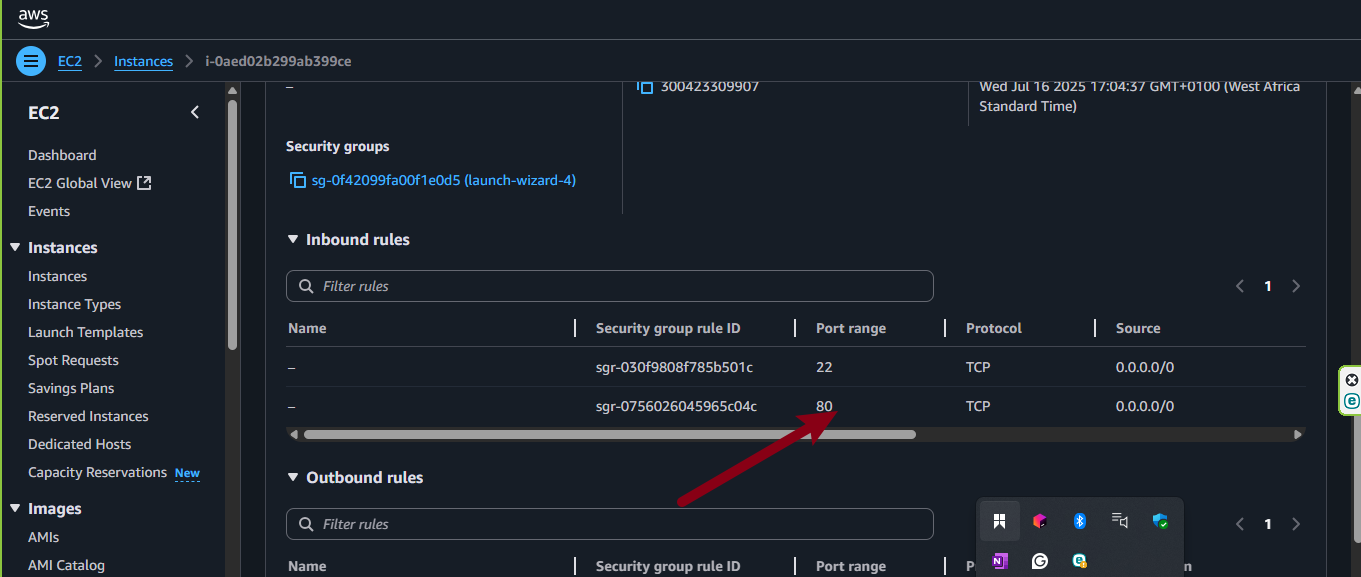 aws
EC2 > Instances > i-0aed02b299ab399ce
EC2
Dashboard
EC2 Global View
Events
Instances
Instances
Instance Types
Launch Templates
Spot Requests
Savings Plans
Reserved Instances
Dedicated Hosts
Capacity Reservations New
Images
AMIs
AMI Catalog
–
300423309907
Wed Jul 16 2025 17:04:37 GMT+0100 (West Africa
Standard Time)
Security groups
sg-0f42099fa00f1e0d5 (launch-wizard-4)
Inbound rules
Filter rules
1
Name Security group rule ID Port range Protocol Source
– sgr-030f9808f785b501c 22 TCP 0.0.0.0/0
– sgr-0756026045965c04c 80 TCP 0.0.0.0/0
Outbound rules
Filter rules
1
Name Security group rule ID Port range